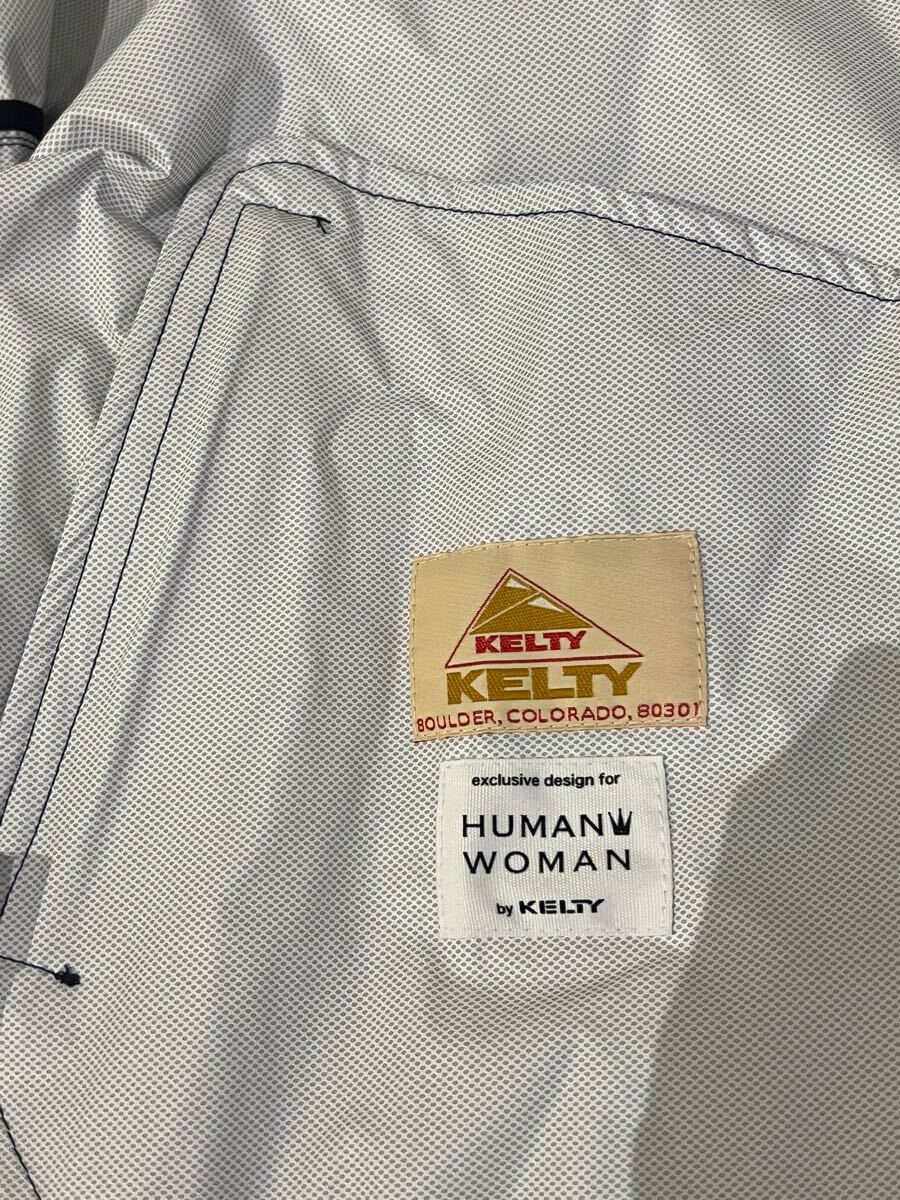 KELTY
KELTY
BOULDER, COLORADO, 80301
exclusive design for
HUMAN
WOMAN
by KELTY